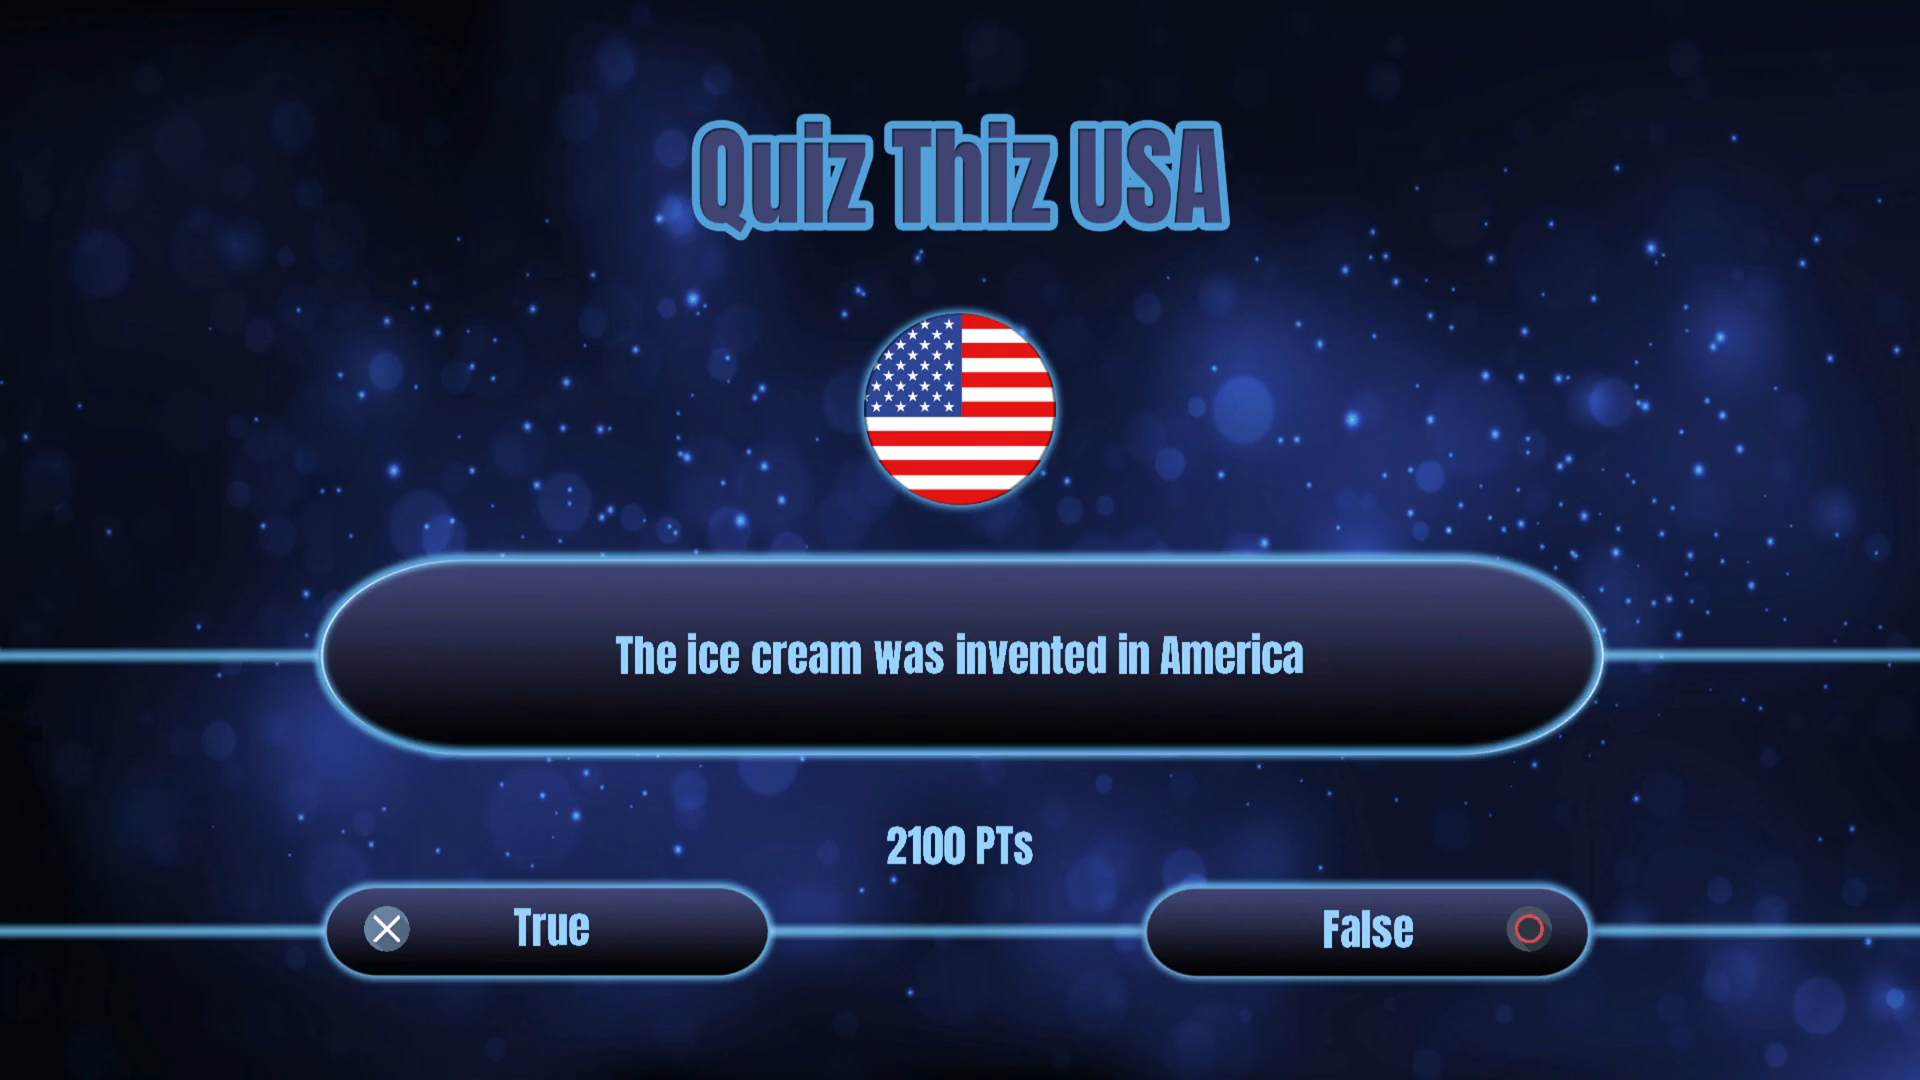 Quiz Thiz USA
The ice cream was invented in America
2100 PTs
True
False